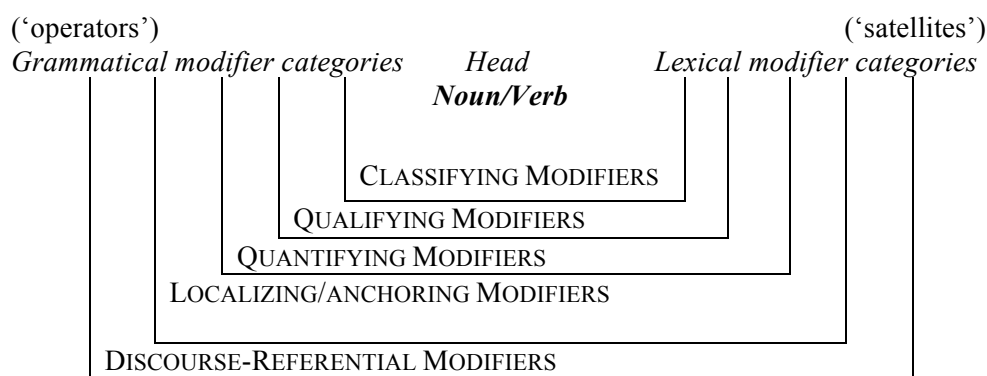 (‘operators’) (‘satellites’)
Grammatical modifier categories Head Lexical modifier categories
Noun/Verb
CLASSIFYING MODIFIERS
QUALIFYING MODIFIERS
QUANTIFYING MODIFIERS
LOCALIZING/ANCHORING MODIFIERS
DISCOURSE-REFERENTIAL MODIFIERS